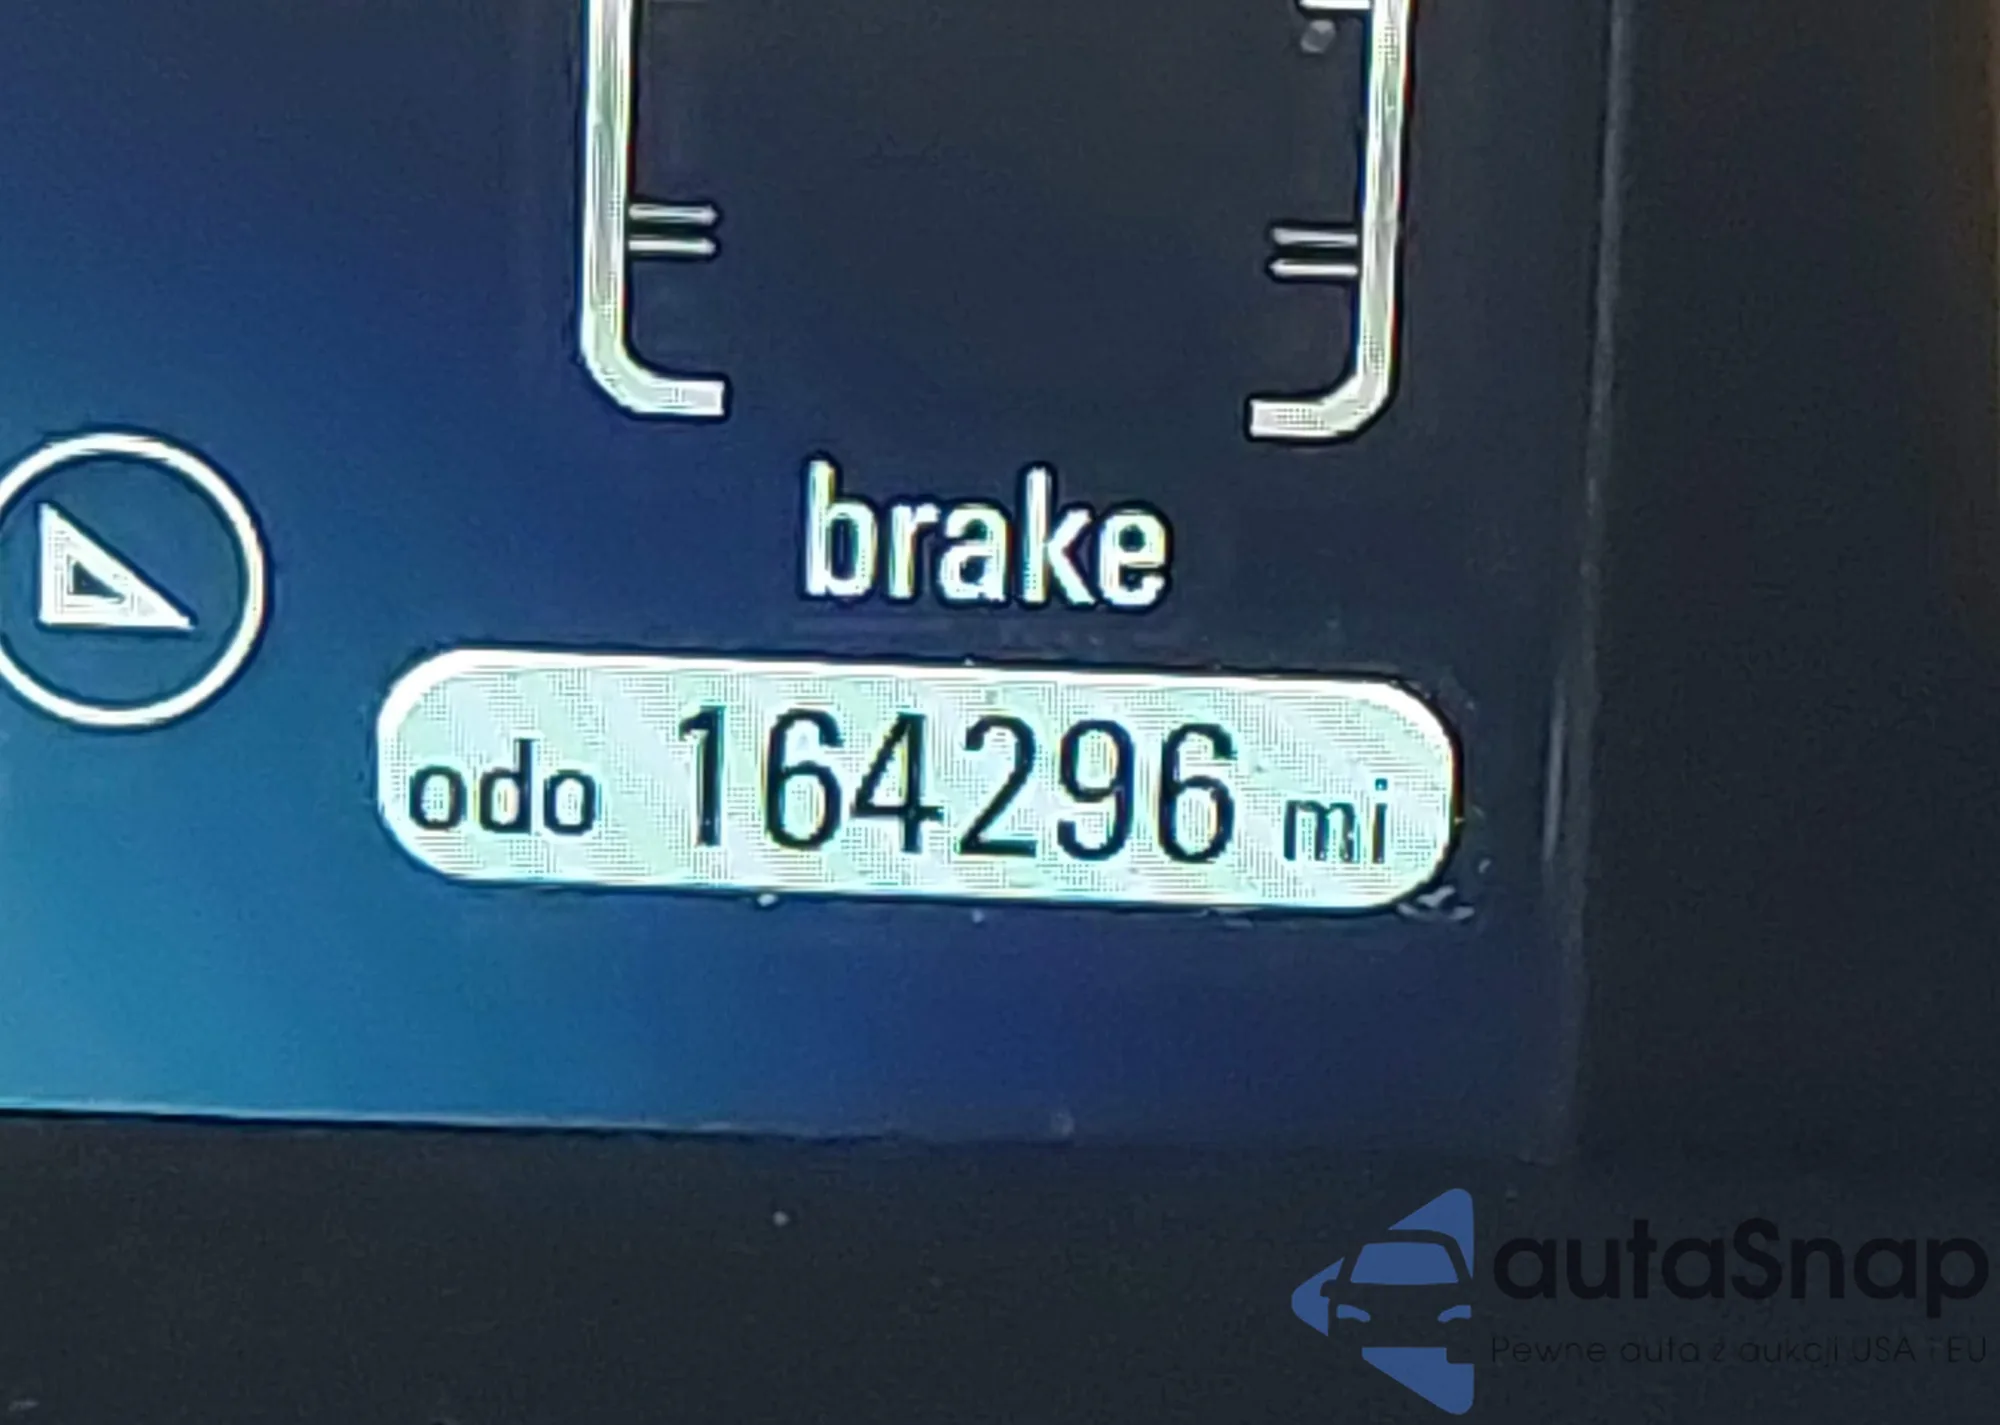 brake
odo 164296 mi
autaSnap
Pewne auta z aukcji USA i EU